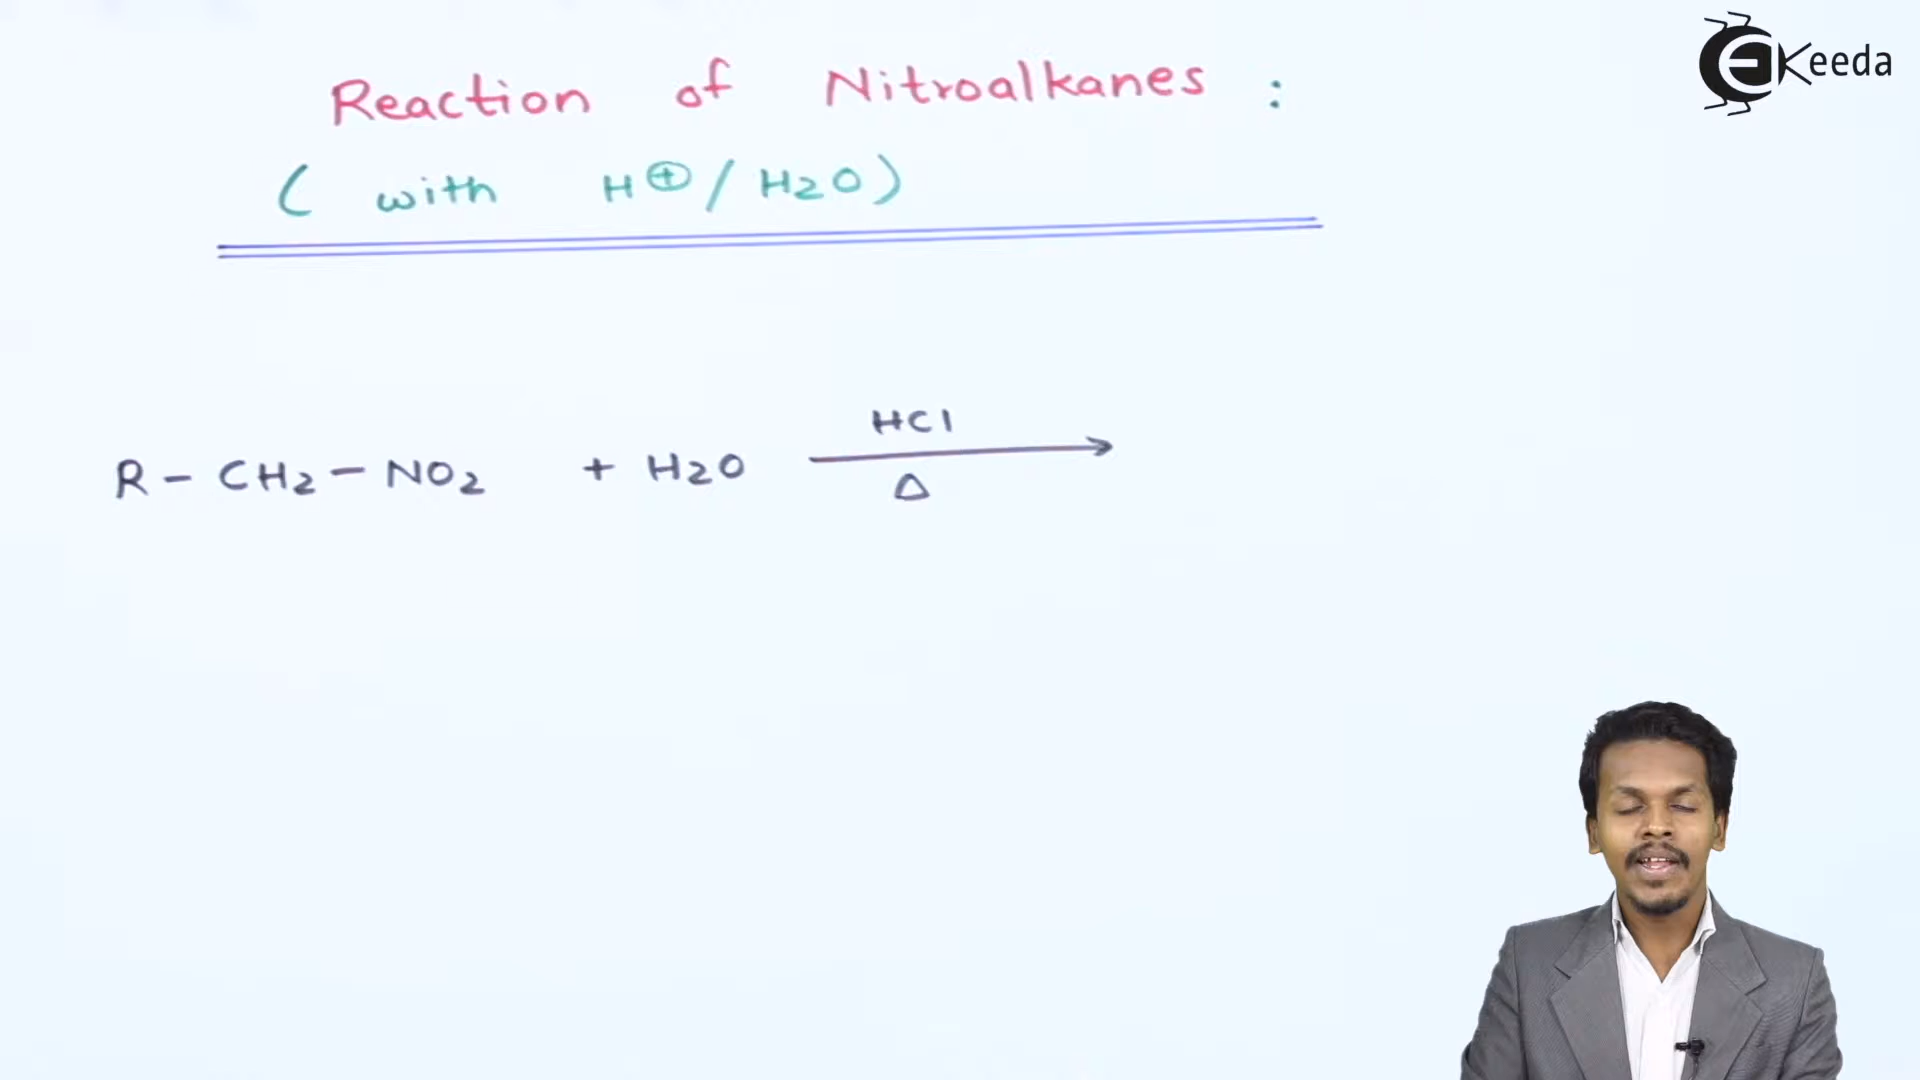 Reaction of Nitroalkanes :
(with H⊕/H2O)
EKeeda
R - CH2 - NO2 + H2O
HCl
Δ